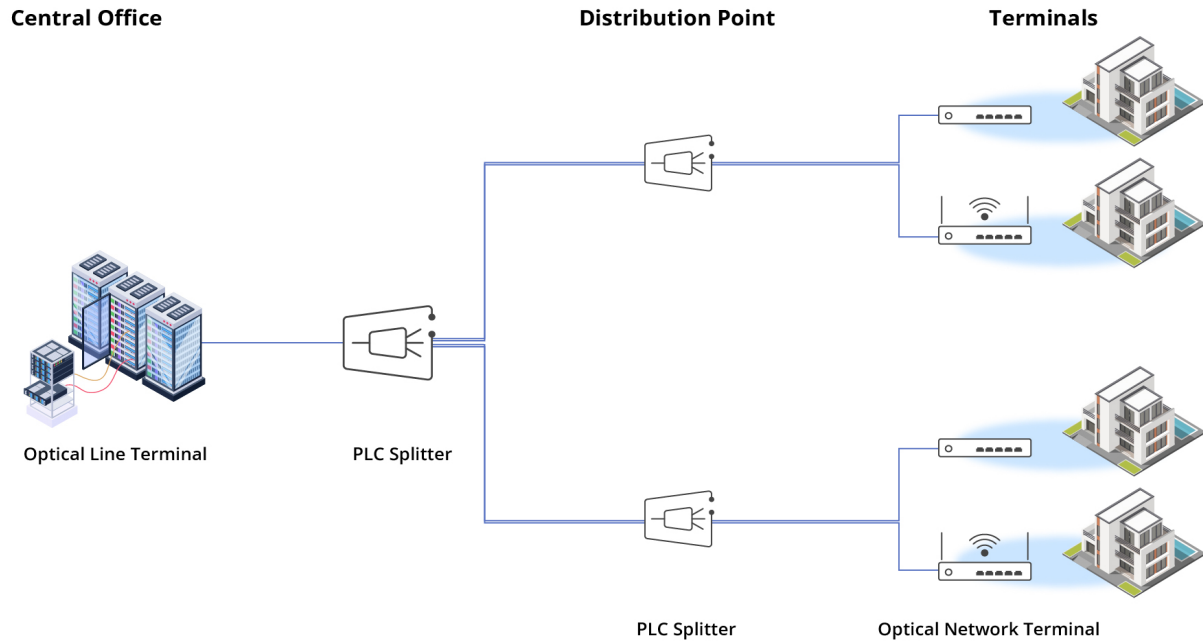 Central Office
Distribution Point
Terminals
Optical Line Terminal
PLC Splitter
PLC Splitter
Optical Network Terminal